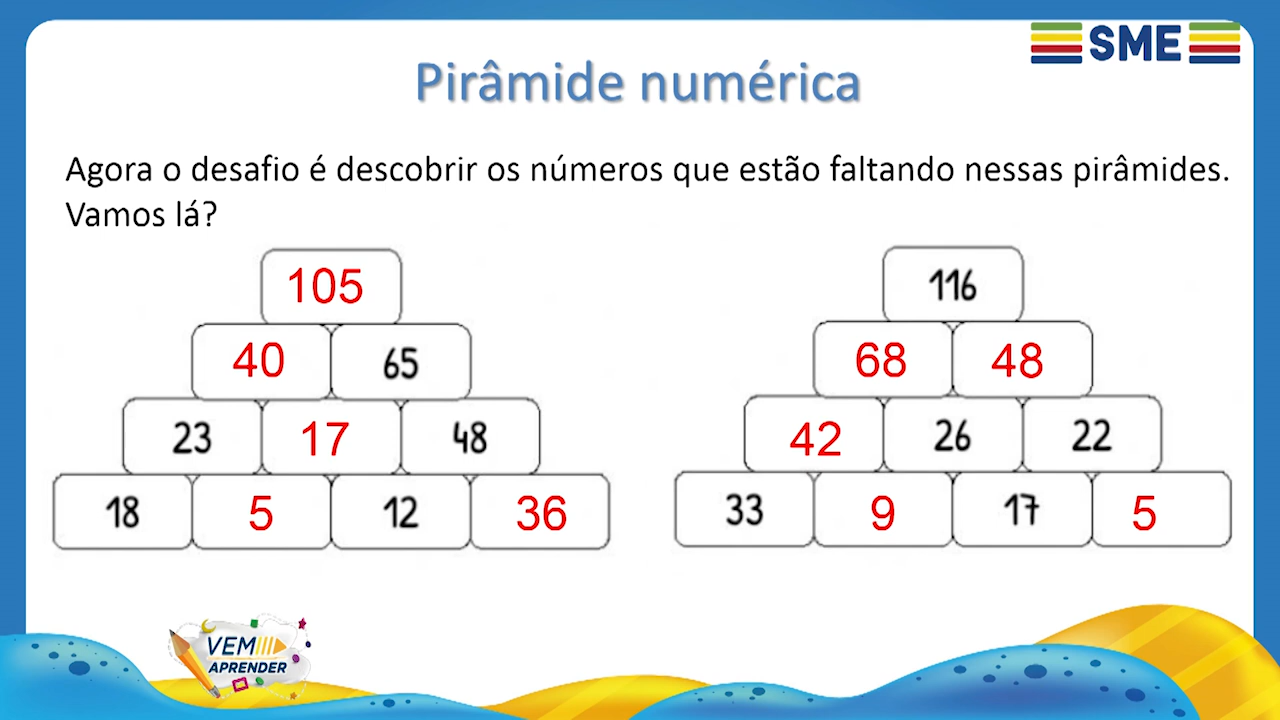 SME
Pirâmide numérica
Agora o desafio é descobrir os números que estão faltando nessas pirâmides.
Vamos lá?
105
40 65
23 17 48
18 5 12 36
116
68 48
42 26 22
33 9 17 5
VEM
APRENDER